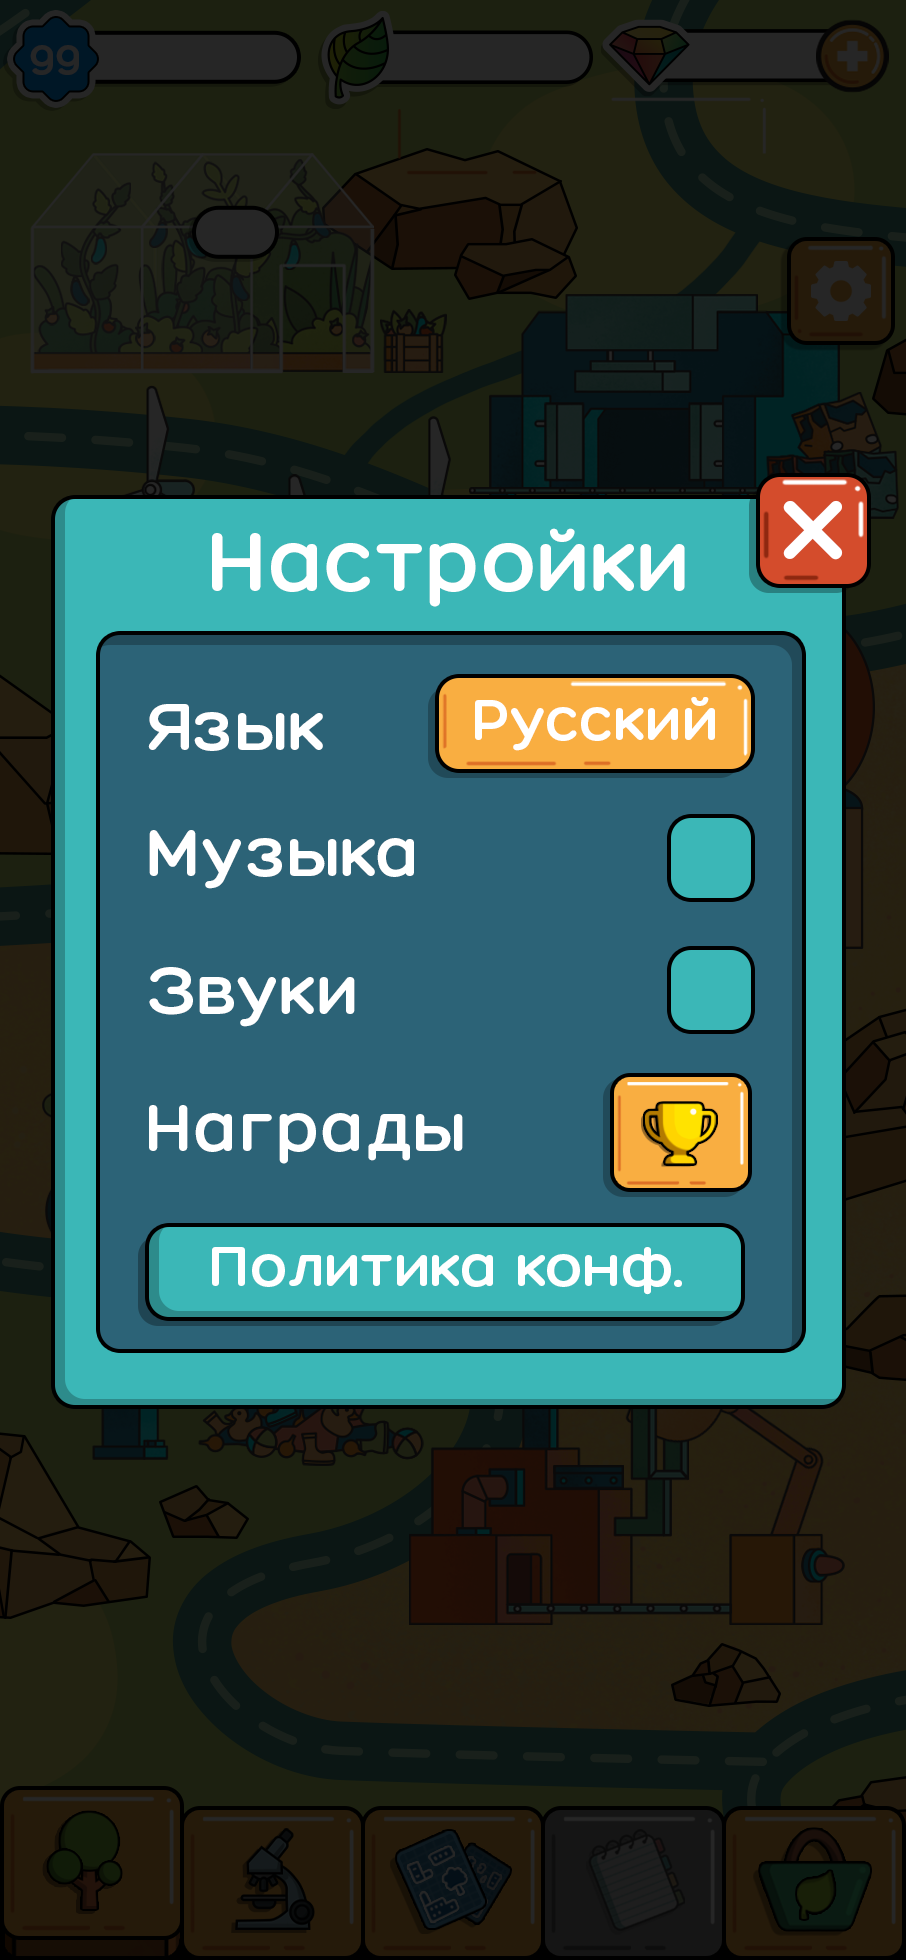 99
Настройки
Язык
Русский
Музыка
Звуки
Награды
Политика конф.